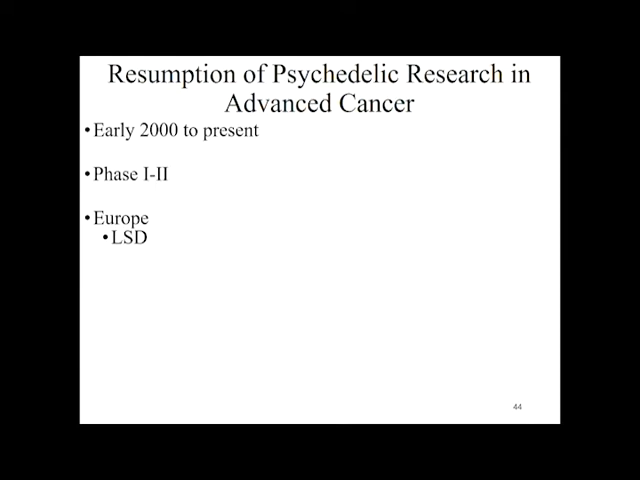 Resumption of Psychedelic Research in
Advanced Cancer
•Early 2000 to present
•Phase I-II
•Europe
•LSD
44